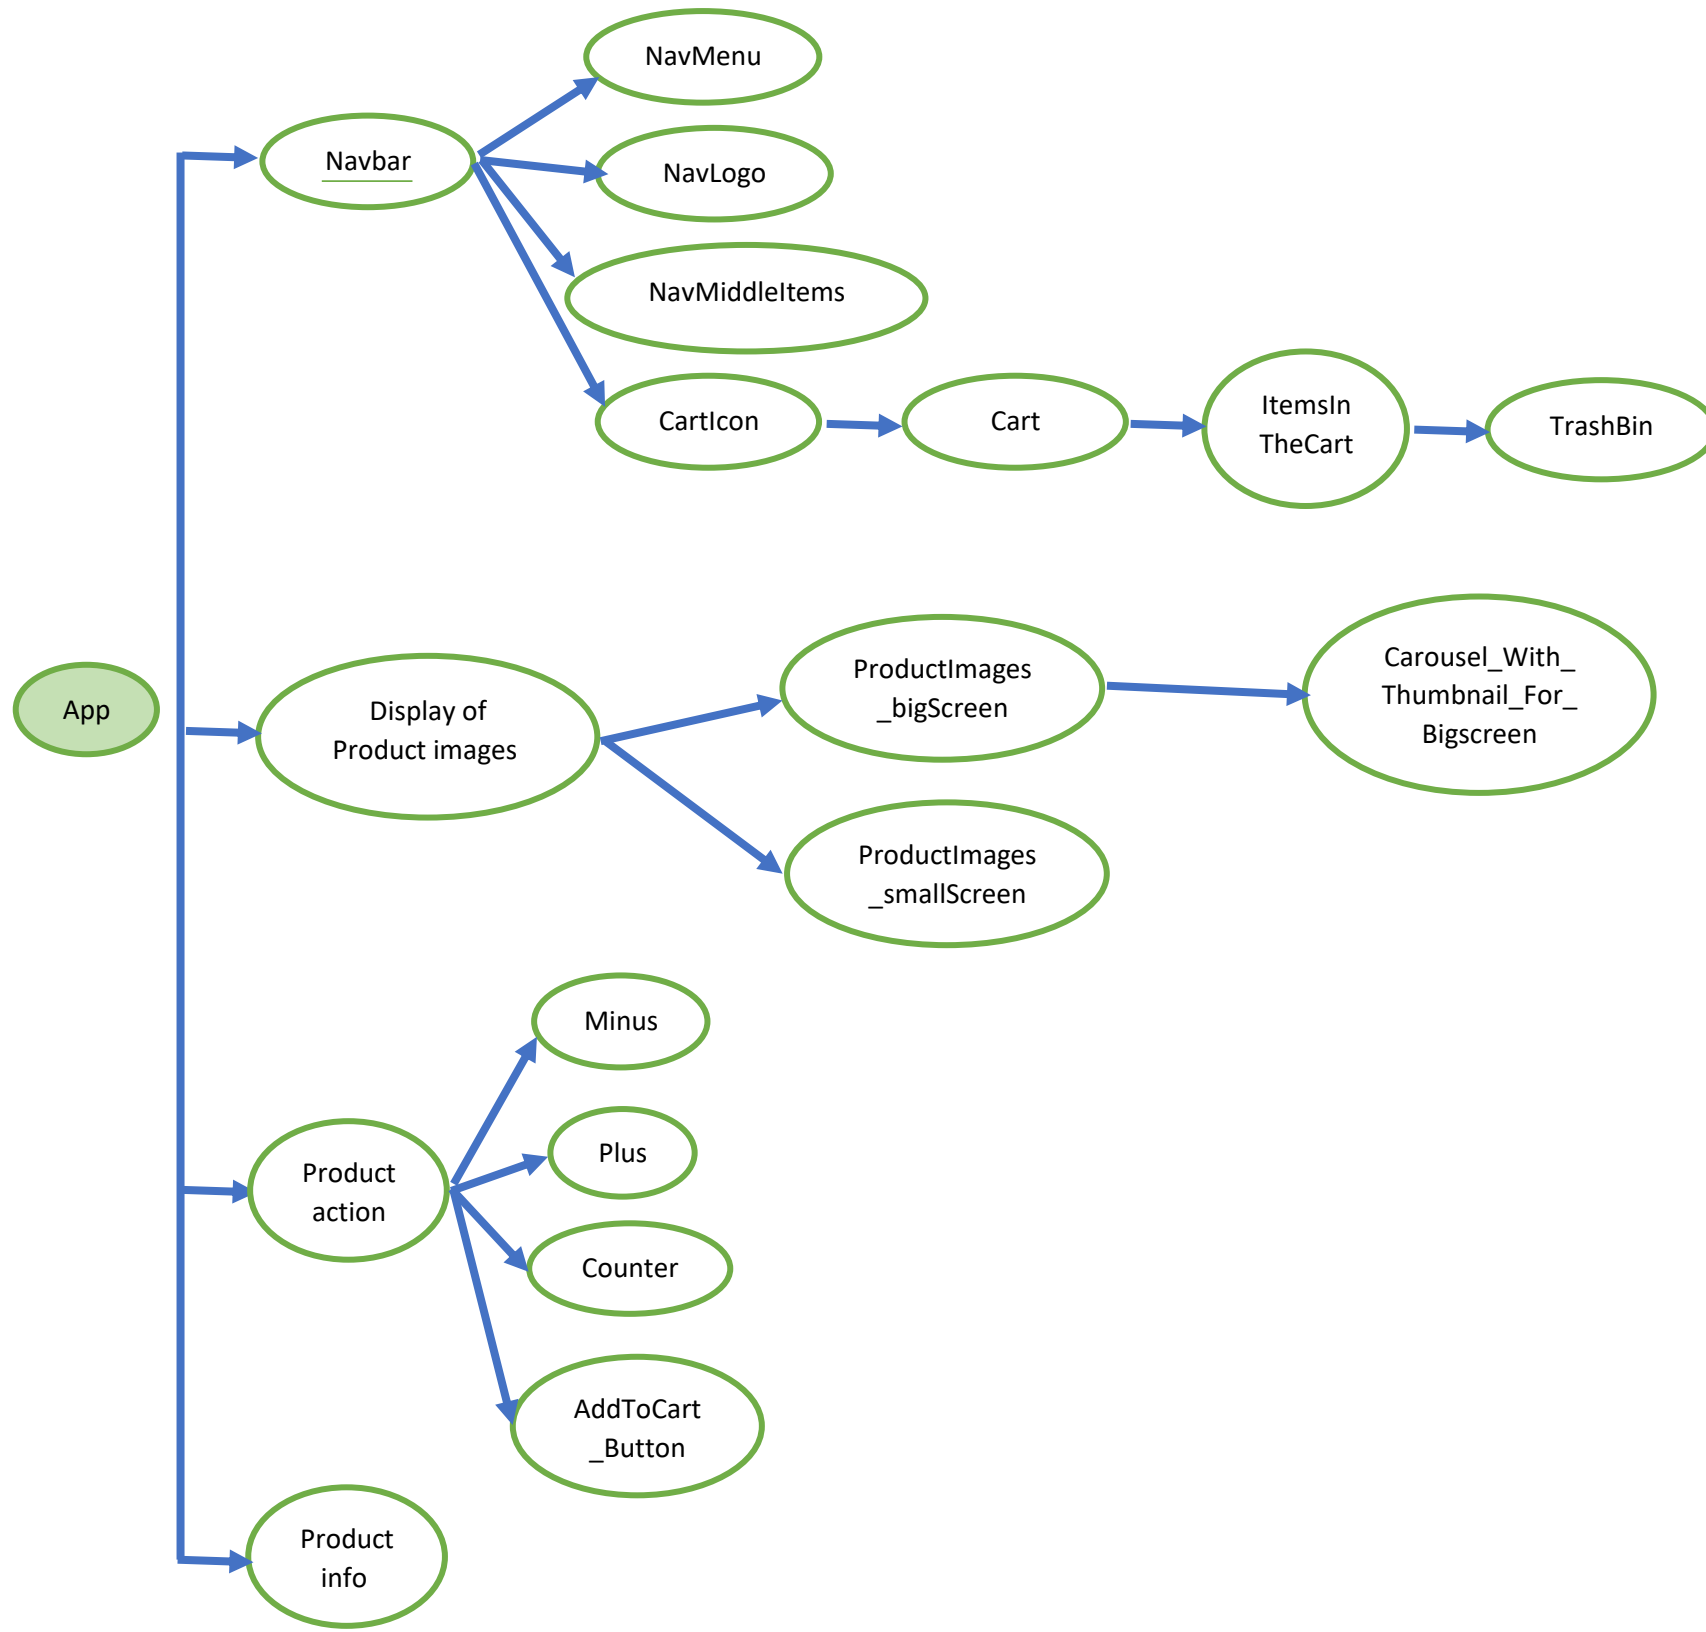 NavMenu
Navbar
NavLogo
NavMiddleItems
CartIcon
Cart
ItemsIn
TheCart
TrashBin
App
Display of
Product images
ProductImages
_bigScreen
Carousel_With_
Thumbnail_For_
Bigscreen
ProductImages
_smallScreen
Product
action
Minus
Plus
Counter
AddToCart
_Button
Product
info